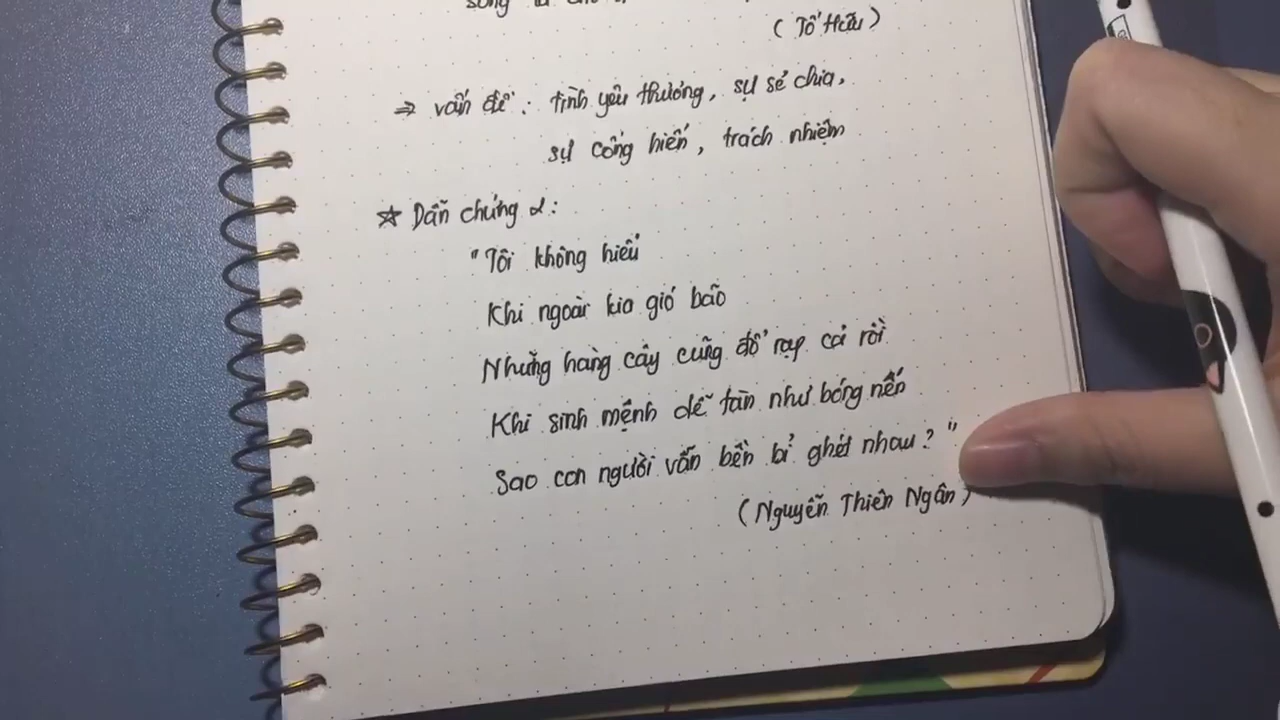 (Tố Hữu)
⇒ vấn đề: tình yêu thương, sự sẻ chia,
sự cống hiến, trách nhiệm
☆ Dẫn chứng 2:
"Tôi không hiểu
Khi ngoài kia gió bão
Những hàng cây cũng đổ rạp cả rồi
Khi sinh mệnh dễ tàn như bóng nến
Sao con người vẫn bền bỉ ghét nhau?"
(Nguyễn Thiên Ngân)